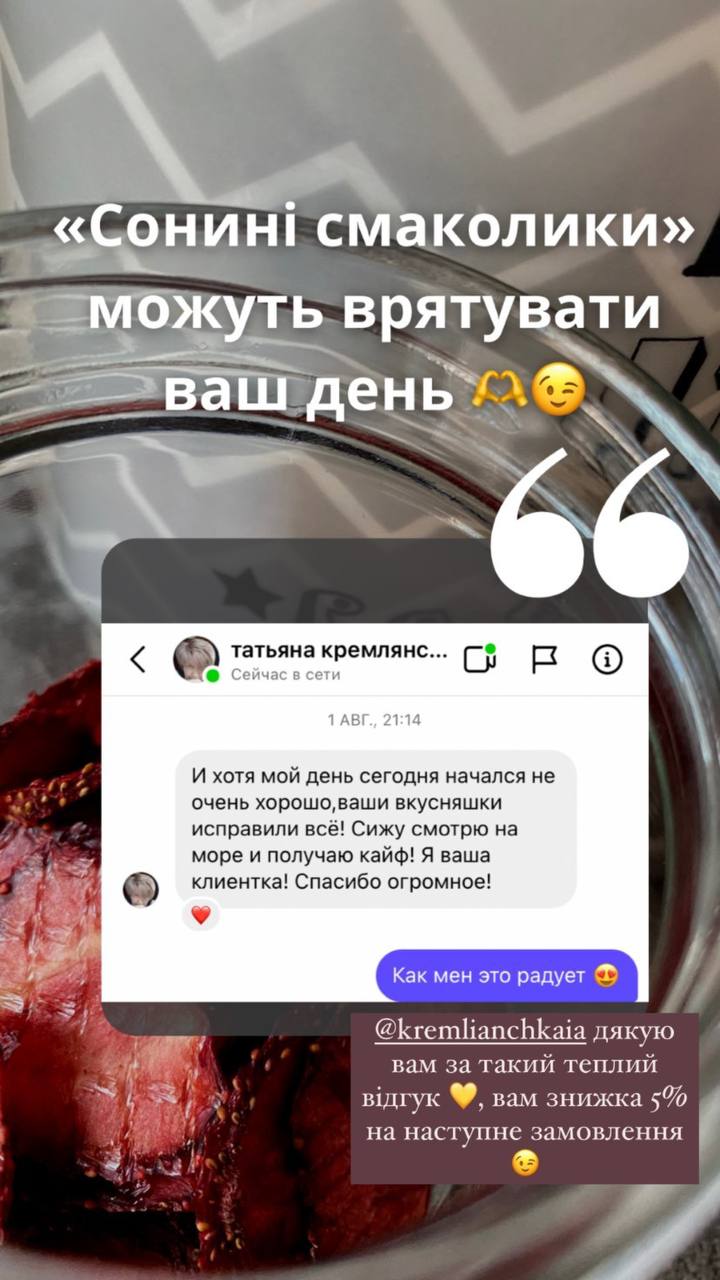 «Сонині смаколики»
можуть врятувати
ваш день 🫶😉
татьяна кремлянс...
Сейчас в сети
1 АВГ., 21:14
И хотя мой день сегодня начался не
очень хорошо,ваши вкусняшки
исправили всё! Сижу смотрю на
море и получаю кайф! Я ваша
клиентка! Спасибо огромное!
❤️
Как мен это радует 😍
@kremlianchkaia дякую
вам за такий теплий
відгук 💛, вам знижка 5%
на наступне замовлення
😉